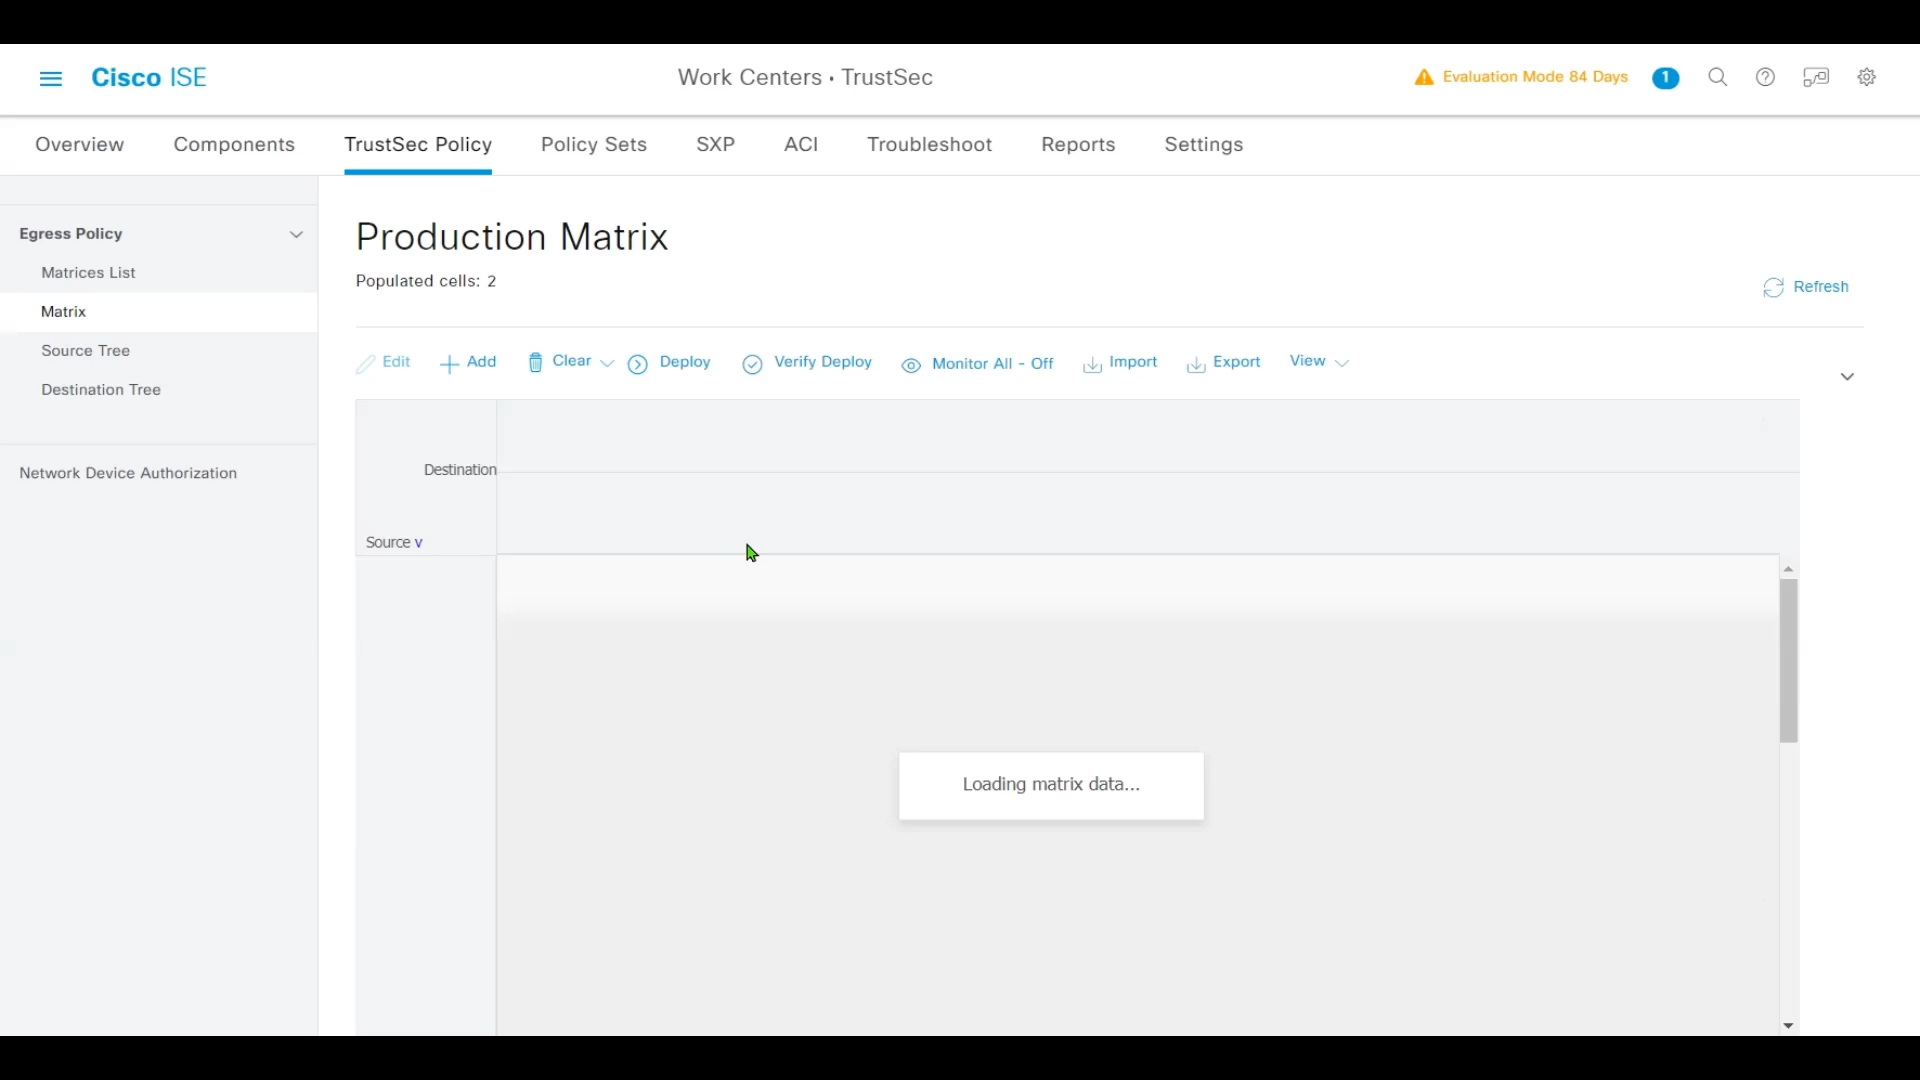 Cisco ISE
Work Centers • TrustSec
Evaluation Mode 84 Days
1
Overview
Components
TrustSec Policy
Policy Sets
SXP
ACI
Troubleshoot
Reports
Settings
Egress Policy
Matrices List
Matrix
Source Tree
Destination Tree
Network Device Authorization
Production Matrix
Populated cells: 2
Refresh
Edit
Add
Clear
Deploy
Verify Deploy
Monitor All - Off
Import
Export
View
Destination
Source v
Loading matrix data...